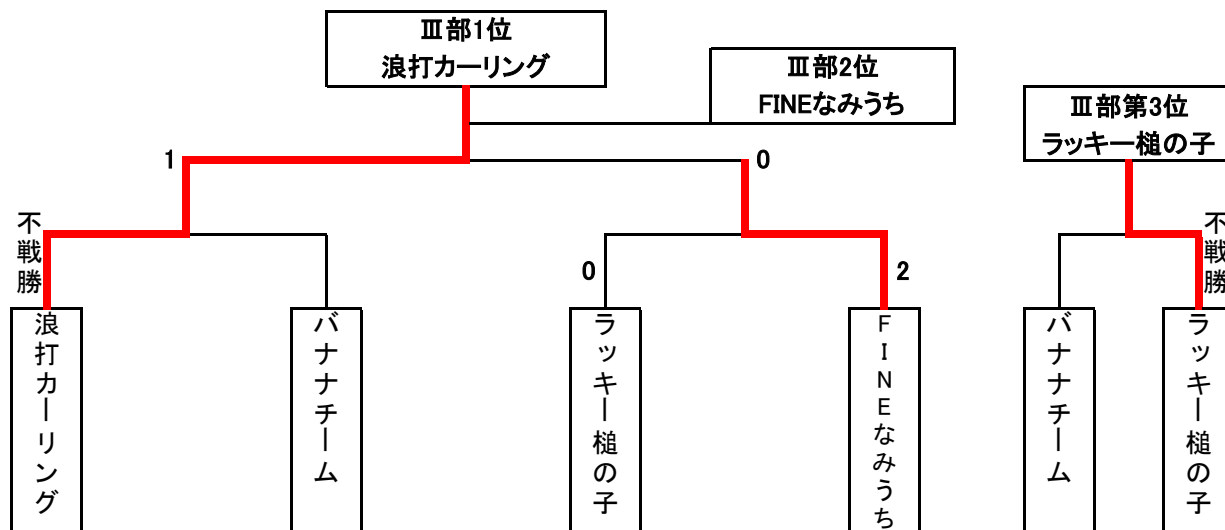 Ⅲ部1位
浪打カーリング
Ⅲ部2位
FINEなみうち
Ⅲ部第3位
ラッキー槌の子
1
0
不戦勝
0
2
不戦勝
浪打カーリング
バナナチーム
ラッキー槌の子
FINEなみうち
バナナチーム
ラッキー槌の子